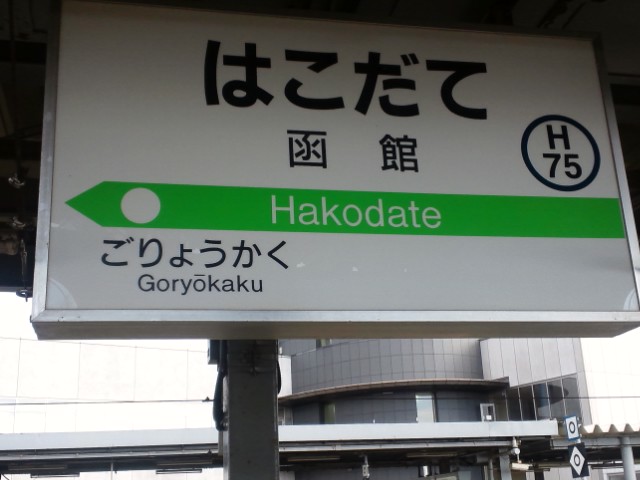 はこだて
函館
H
75
Hakodate
ごりょうかく
Goryōkaku